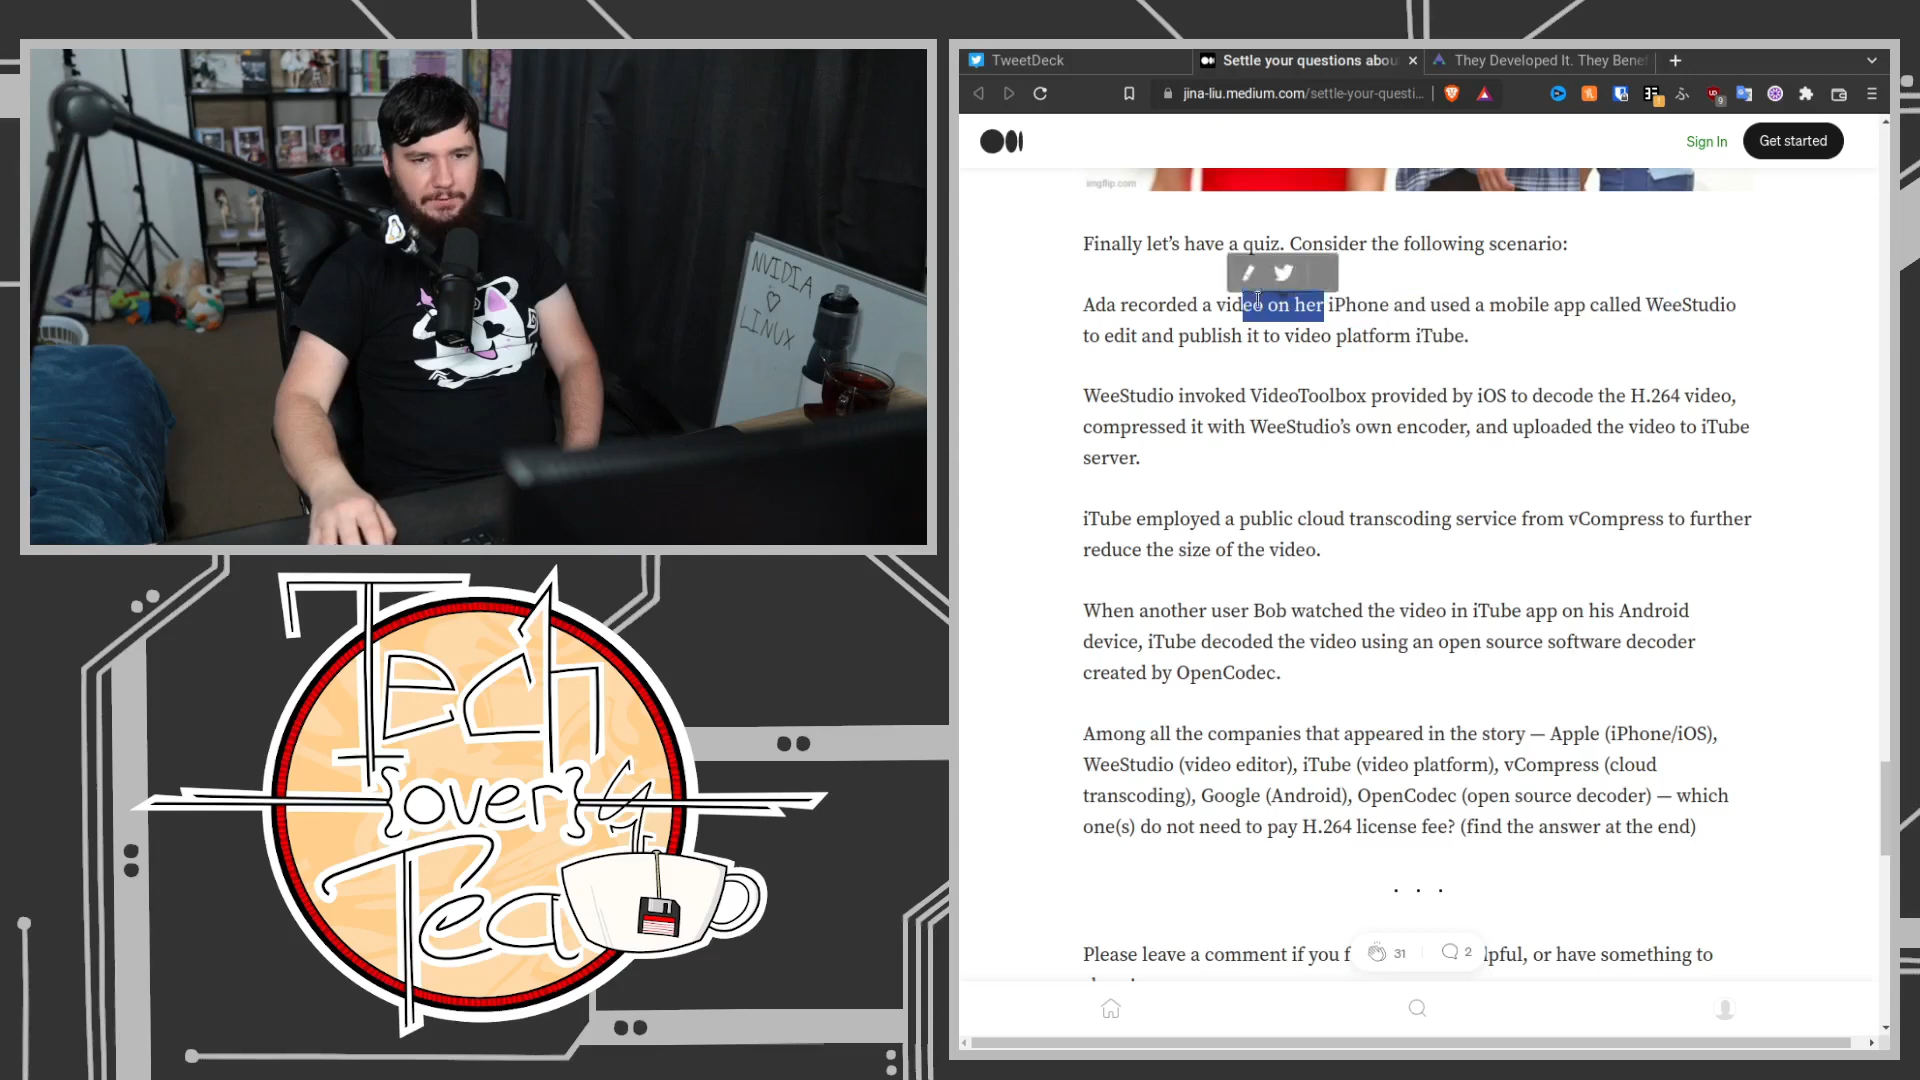 NVIDIA
LINUX
Tech
{over}
Tea
TweetDeck
Settle your questions abou
They Developed It. They Benef
jina-liu.medium.com/settle-your-questi...
9
Sign In
Get started
imgflip.com
Finally let's have a quiz. Consider the following scenario:
Ada recorded a video on her iPhone and used a mobile app called WeeStudio
to edit and publish it to video platform iTube.
WeeStudio invoked VideoToolbox provided by iOS to decode the H.264 video,
compressed it with WeeStudio's own encoder, and uploaded the video to iTube
server.
iTube employed a public cloud transcoding service from vCompress to further
reduce the size of the video.
When another user Bob watched the video in iTube app on his Android
device, iTube decoded the video using an open source software decoder
created by OpenCodec.
Among all the companies that appeared in the story — Apple (iPhone/iOS),
WeeStudio (video editor), iTube (video platform), vCompress (cloud
transcoding), Google (Android), OpenCodec (open source decoder) — which
one(s) do not need to pay H.264 license fee? (find the answer at the end)
. . .
Please leave a comment if you f lpful, or have something to
31
2